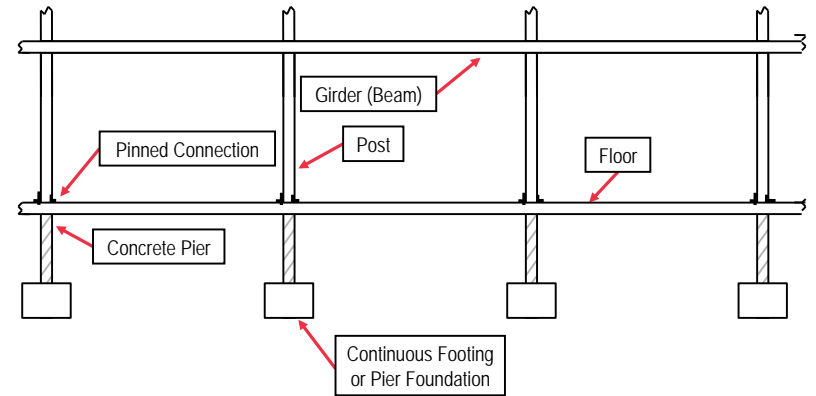 Girder (Beam)
Pinned Connection
Post
Floor
Concrete Pier
Continuous Footing
or Pier Foundation